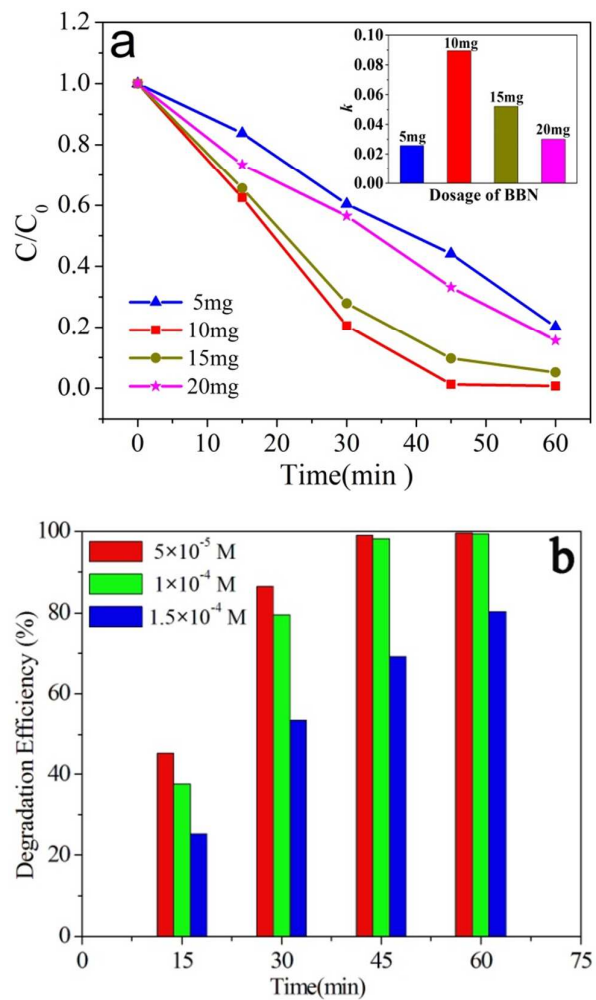 a
1.2
1.0
0.8
0.6
0.4
0.2
0.0
C/C₀
0 10 20 30 40 50 60
Time(min )
5mg
10mg
15mg
20mg
0.10
0.08
0.06
0.04
0.02
0.00
k
5mg
10mg
15mg
20mg
Dosage of BBN
b
100
80
60
40
20
0
Degradation Efficiency (%)
5×10⁻⁵ M
1×10⁻⁴ M
1.5×10⁻⁴ M
0 15 30 45 60 75
Time(min)